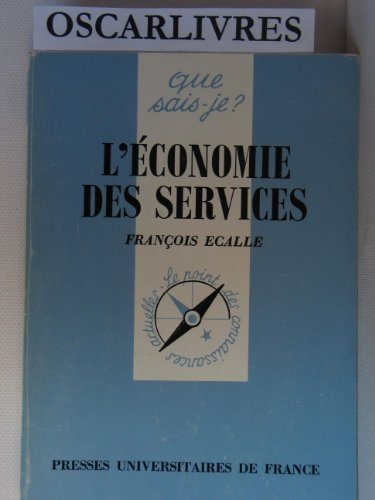 OSCARLIVRES
que
sais-je?
L'ÉCONOMIE
DES SERVICES
FRANÇOIS ECALLE
le point des connaissances actuelles
PRESSES UNIVERSITAIRES DE FRANCE